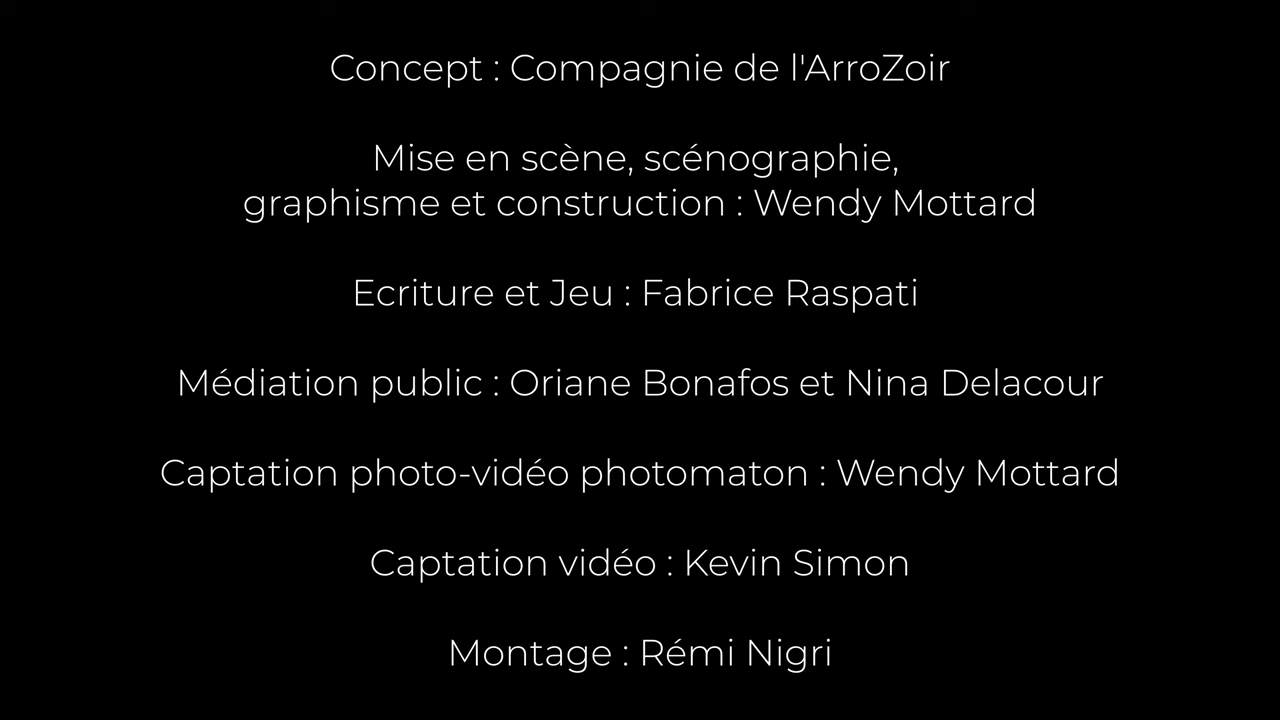 Concept : Compagnie de l'ArroZoir
Mise en scène, scénographie,
graphisme et construction : Wendy Mottard
Ecriture et Jeu : Fabrice Raspati
Médiation public : Oriane Bonafos et Nina Delacour
Captation photo-vidéo photomaton : Wendy Mottard
Captation vidéo : Kevin Simon
Montage : Rémi Nigri